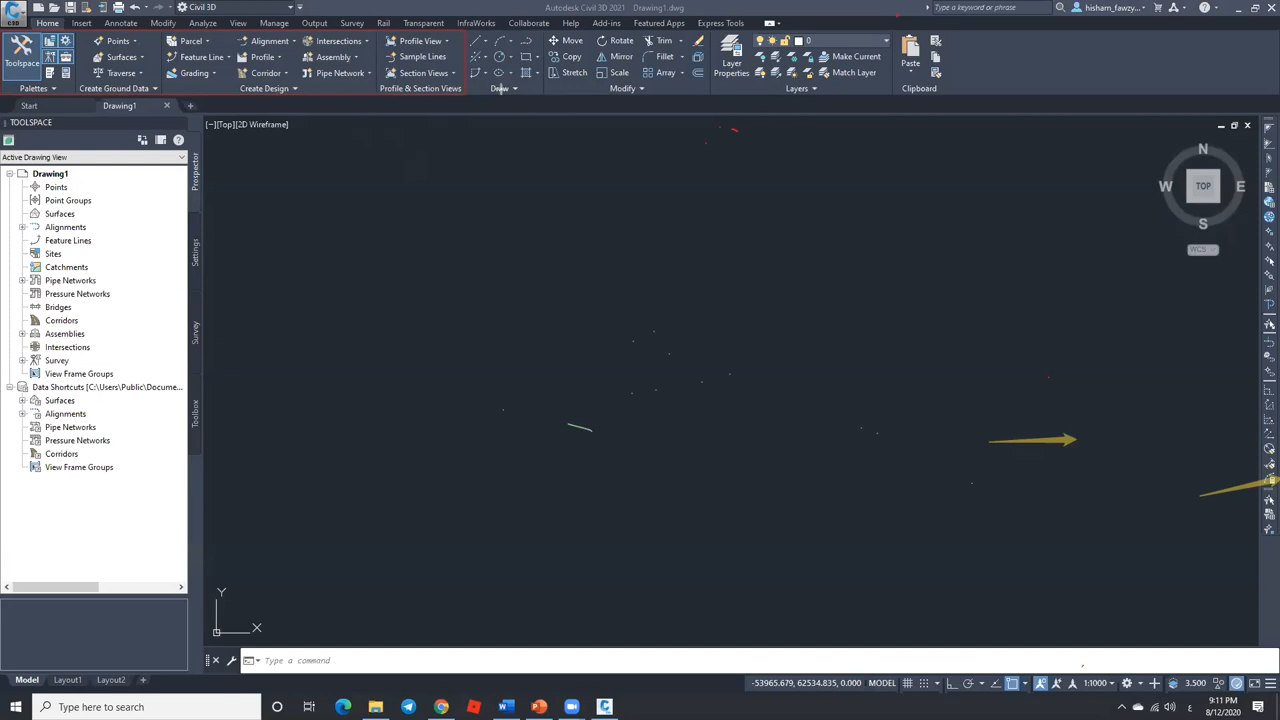 C3D
Civil 3D
Autodesk Civil 3D 2021 Drawing1.dwg
Type a keyword or phrase
hisham_fawzy...
Home Insert Annotate Modify Analyze View Manage Output Survey Rail Transparent InfraWorks Collaborate Help Add-ins Featured Apps Express Tools
Toolspace
Palettes
Points
Surfaces
Traverse
Create Ground Data
Parcel
Feature Line
Grading
Alignment
Profile
Corridor
Intersections
Assembly
Pipe Network
Create Design
Profile View
Sample Lines
Section Views
Profile & Section Views
Draw
Move Rotate Trim
Copy Mirror Fillet
Stretch Scale Array
Modify
Layer
Properties
0
Make Current
Match Layer
Layers
Paste
Clipboard
Start Drawing1
TOOLSPACE
Active Drawing View
Drawing1
Points
Point Groups
Surfaces
Alignments
Feature Lines
Sites
Catchments
Pipe Networks
Pressure Networks
Bridges
Corridors
Assemblies
Intersections
Survey
View Frame Groups
Data Shortcuts [C:\Users\Public\Docume...
Surfaces
Alignments
Pipe Networks
Pressure Networks
Corridors
View Frame Groups
Prospector
Settings
Survey
Toolbox
[−][Top][2D Wireframe]
N
W TOP E
S
WCS
Y
X
Type a command
Model Layout1 Layout2
-53965.679, 62534.835, 0.000 MODEL
1:1000
3.500
Type here to search
9:11 PM
8/12/2020